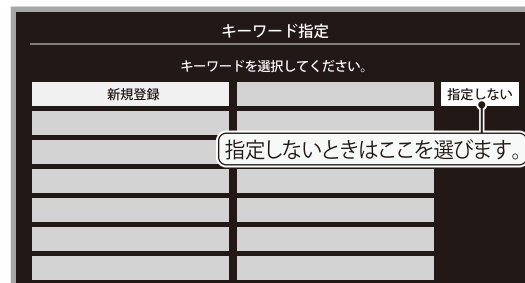 キーワード指定
キーワードを選択してください。
新規登録
指定しない
指定しないときはここを選びます。